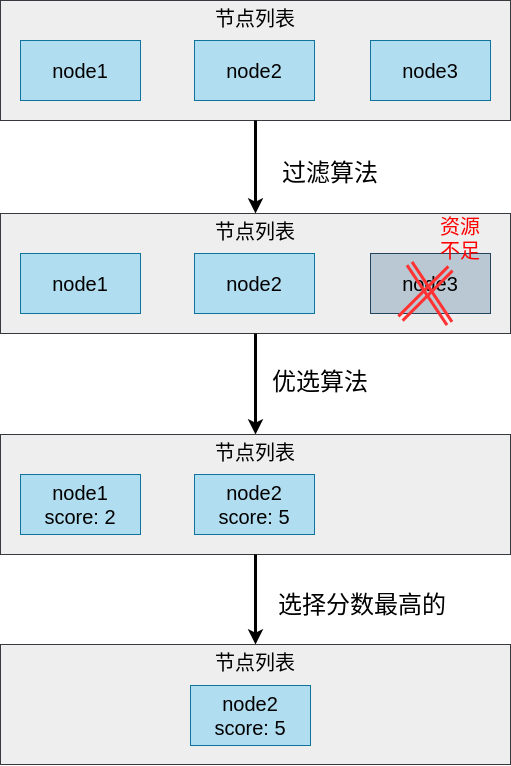 节点列表
node1
node2
node3
过滤算法
节点列表
资源
不足
node1
node2
node3
优选算法
节点列表
node1
score: 2
node2
score: 5
选择分数最高的
节点列表
node2
score: 5